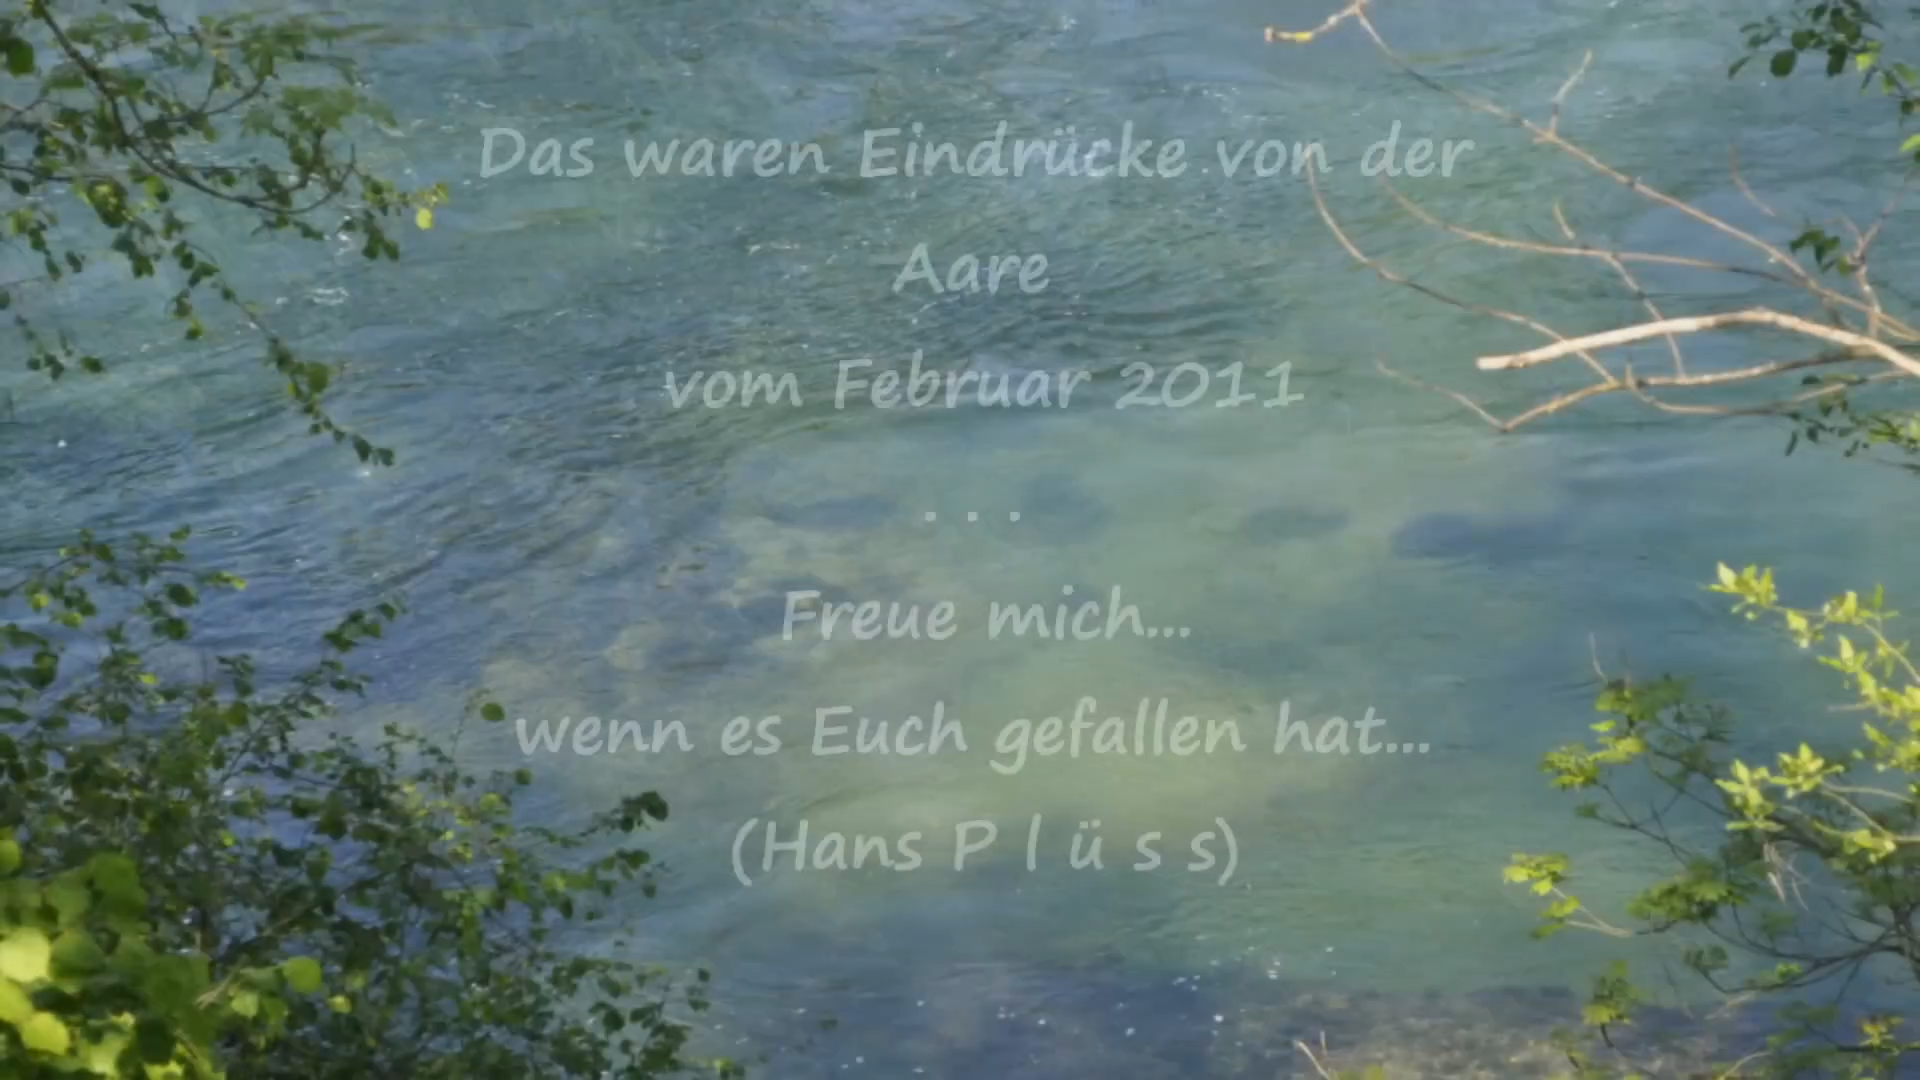 Das waren Eindrücke von der
Aare
vom Februar 2011
. . .
Freue mich...
wenn es Euch gefallen hat...
(Hans P l ü s s)